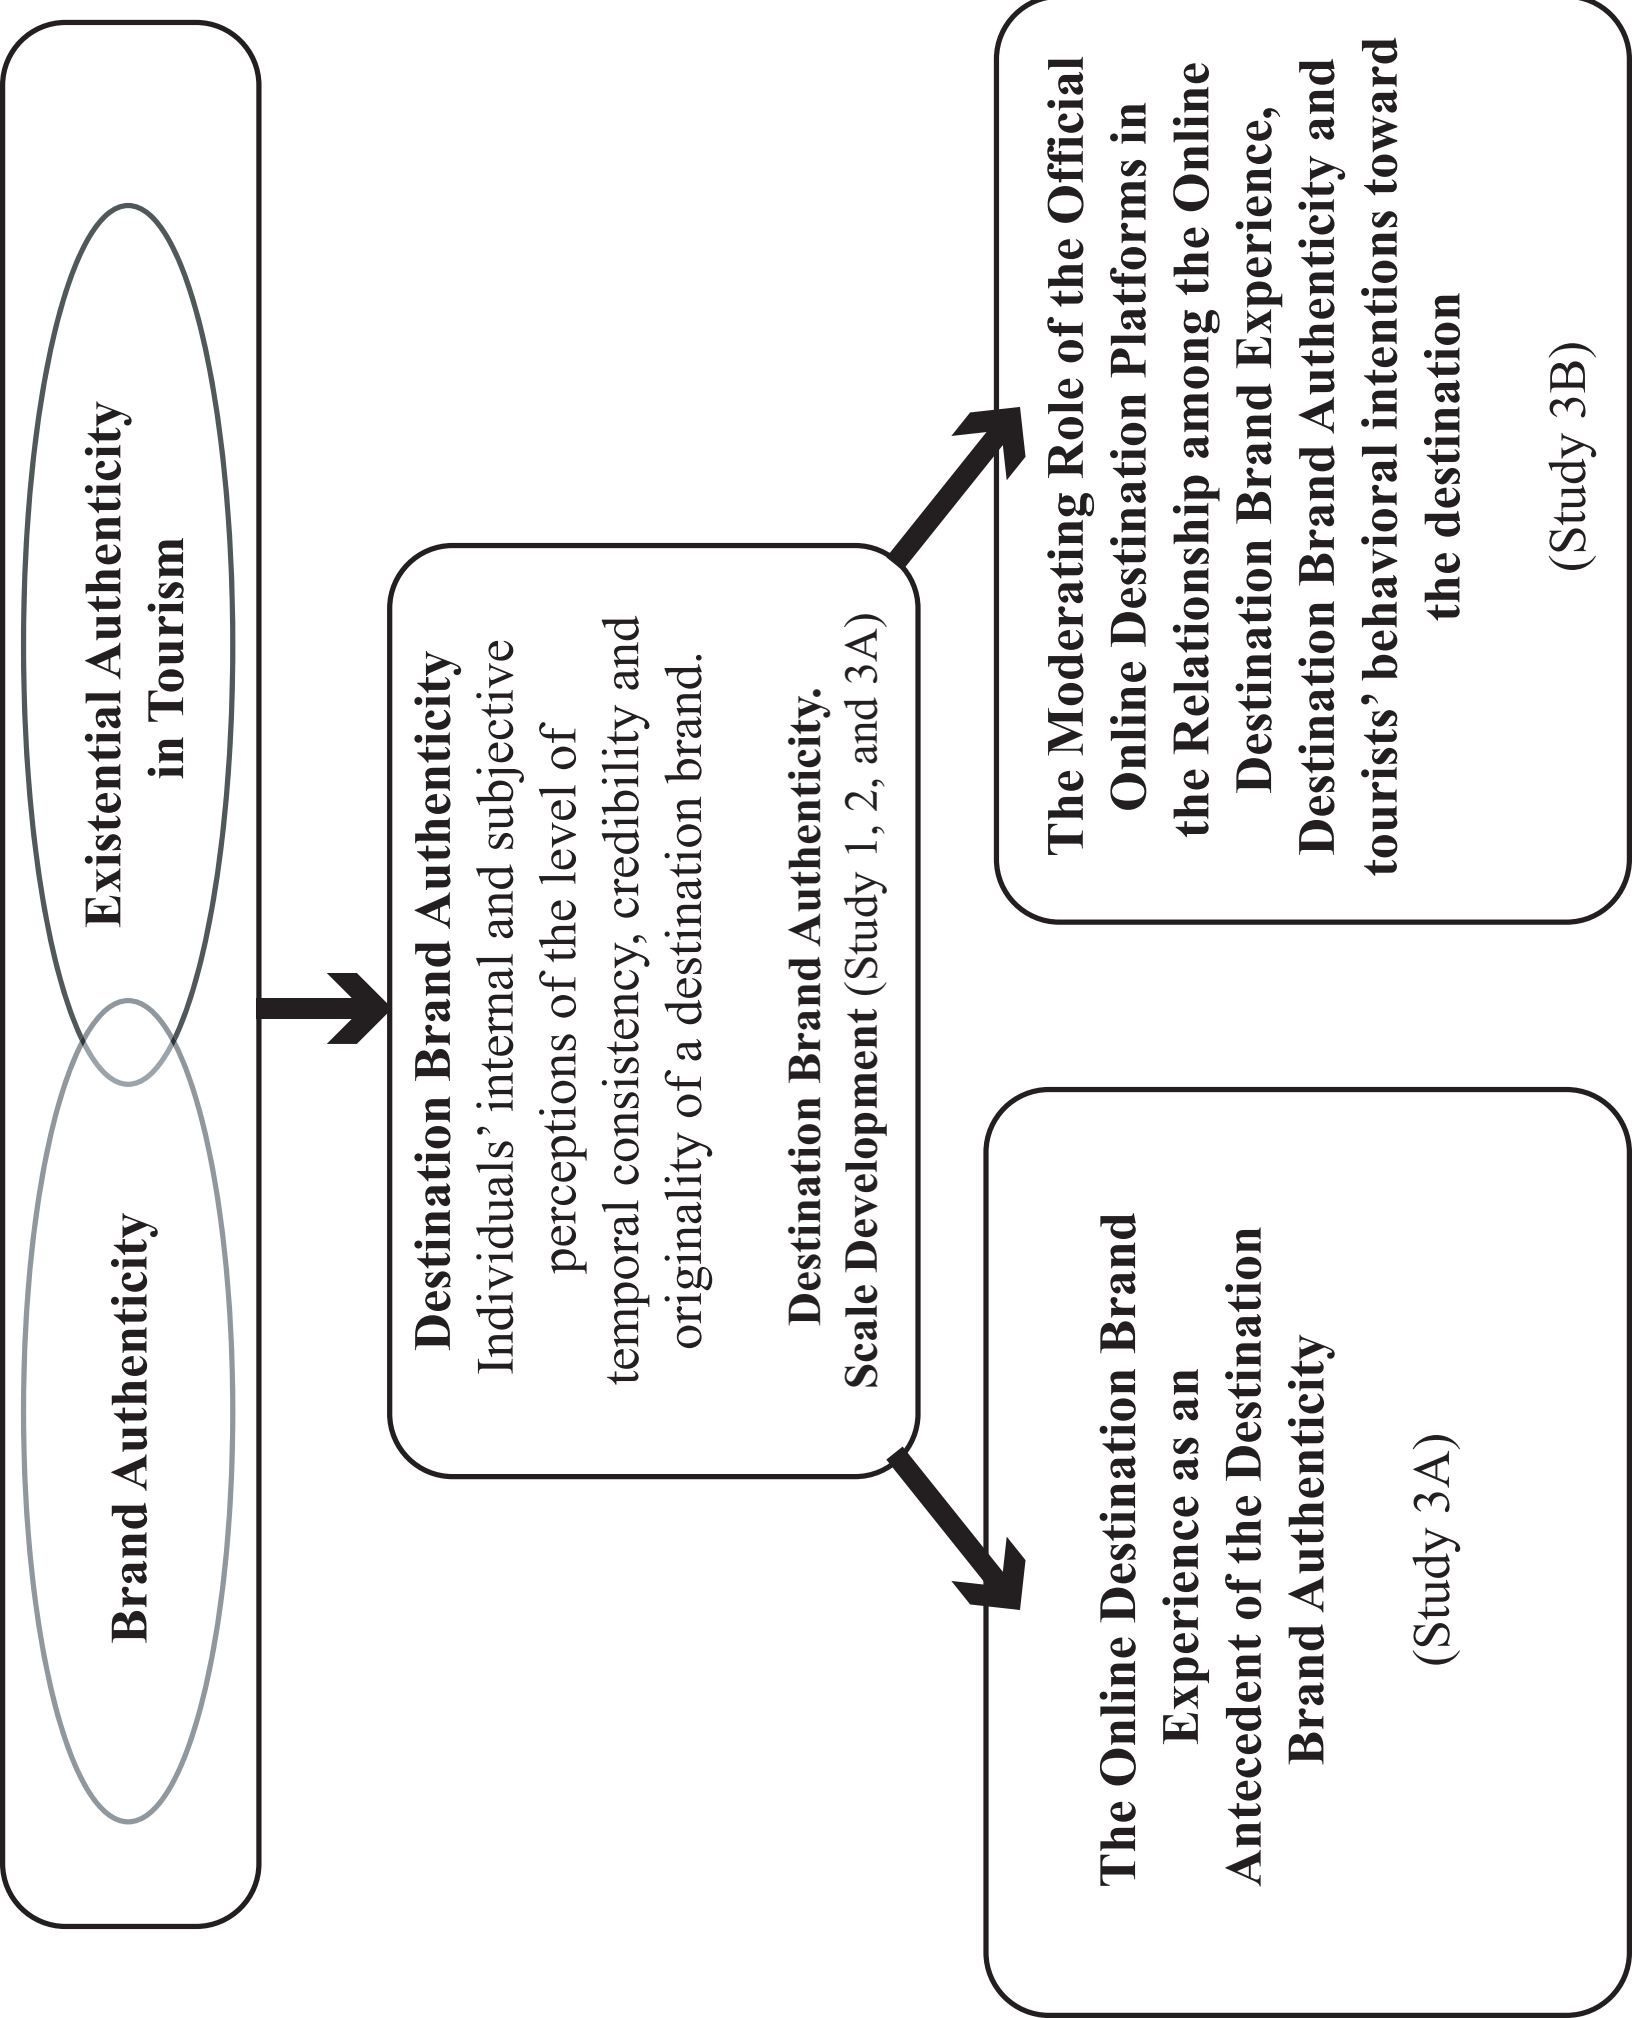 Brand Authenticity
Existential Authenticity
in Tourism
Destination Brand Authenticity
Individuals’ internal and subjective
perceptions of the level of
temporal consistency, credibility and
originality of a destination brand.
Destination Brand Authenticity.
Scale Development (Study 1, 2, and 3A)
The Online Destination Brand
Experience as an
Antecedent of the Destination
Brand Authenticity
(Study 3A)
The Moderating Role of the Official
Online Destination Platforms in
the Relationship among the Online
Destination Brand Experience,
Destination Brand Authenticity and
tourists’ behavioral intentions toward
the destination
(Study 3B)